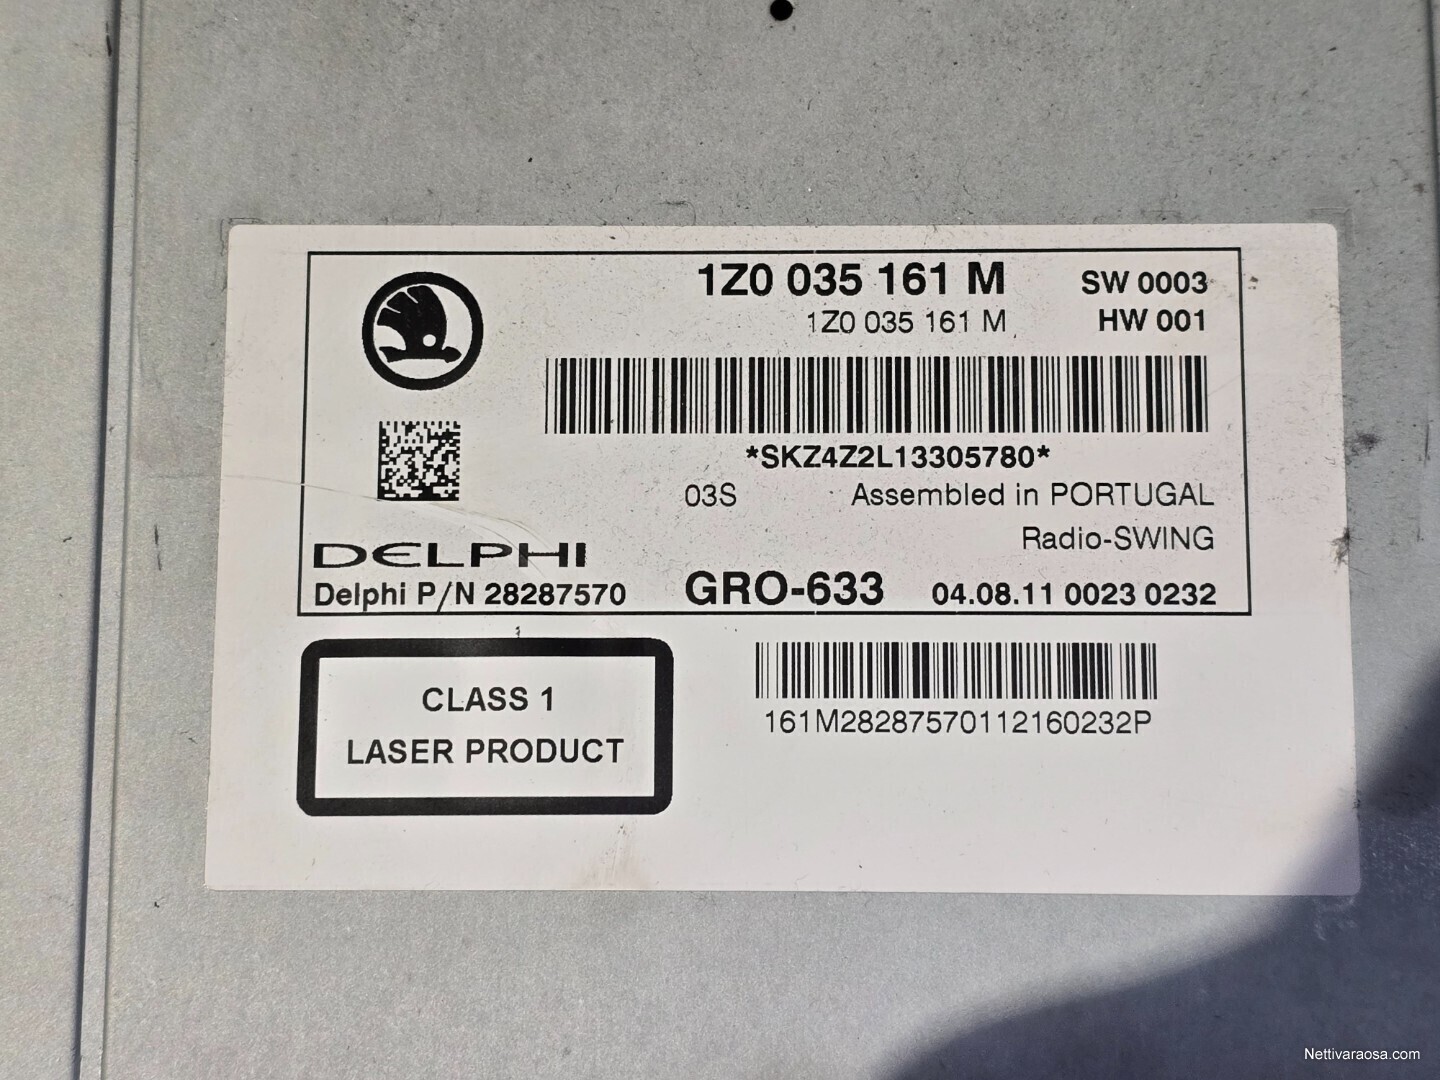 1Z0 035 161 M SW 0003
1Z0 035 161 M HW 001
*SKZ4Z2L13305780*
03S Assembled in PORTUGAL
Radio-SWING
DELPHI
Delphi P/N 28287570 GRO-633 04.08.11 0023 0232
CLASS 1
LASER PRODUCT
161M28287570112160232P
Nettivaraosa.com